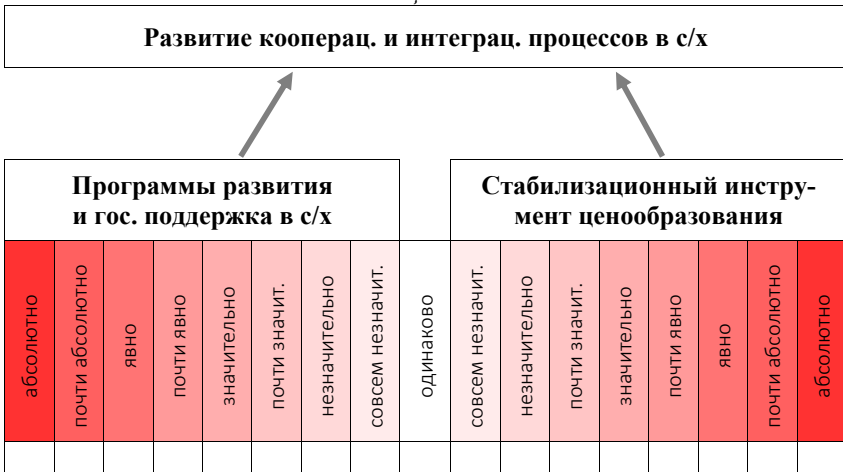 Развитие кооперац. и интеграц. процессов в с/х
Программы развития
и гос. поддержка в с/х
Стабилизационный инстру-
мент ценообразования
абсолютно
почти абсолютно
явно
почти явно
значительно
почти значит.
незначительно
совсем незначит.
одинаково
совсем незначит.
незначительно
почти значит.
значительно
почти явно
явно
почти абсолютно
абсолютно